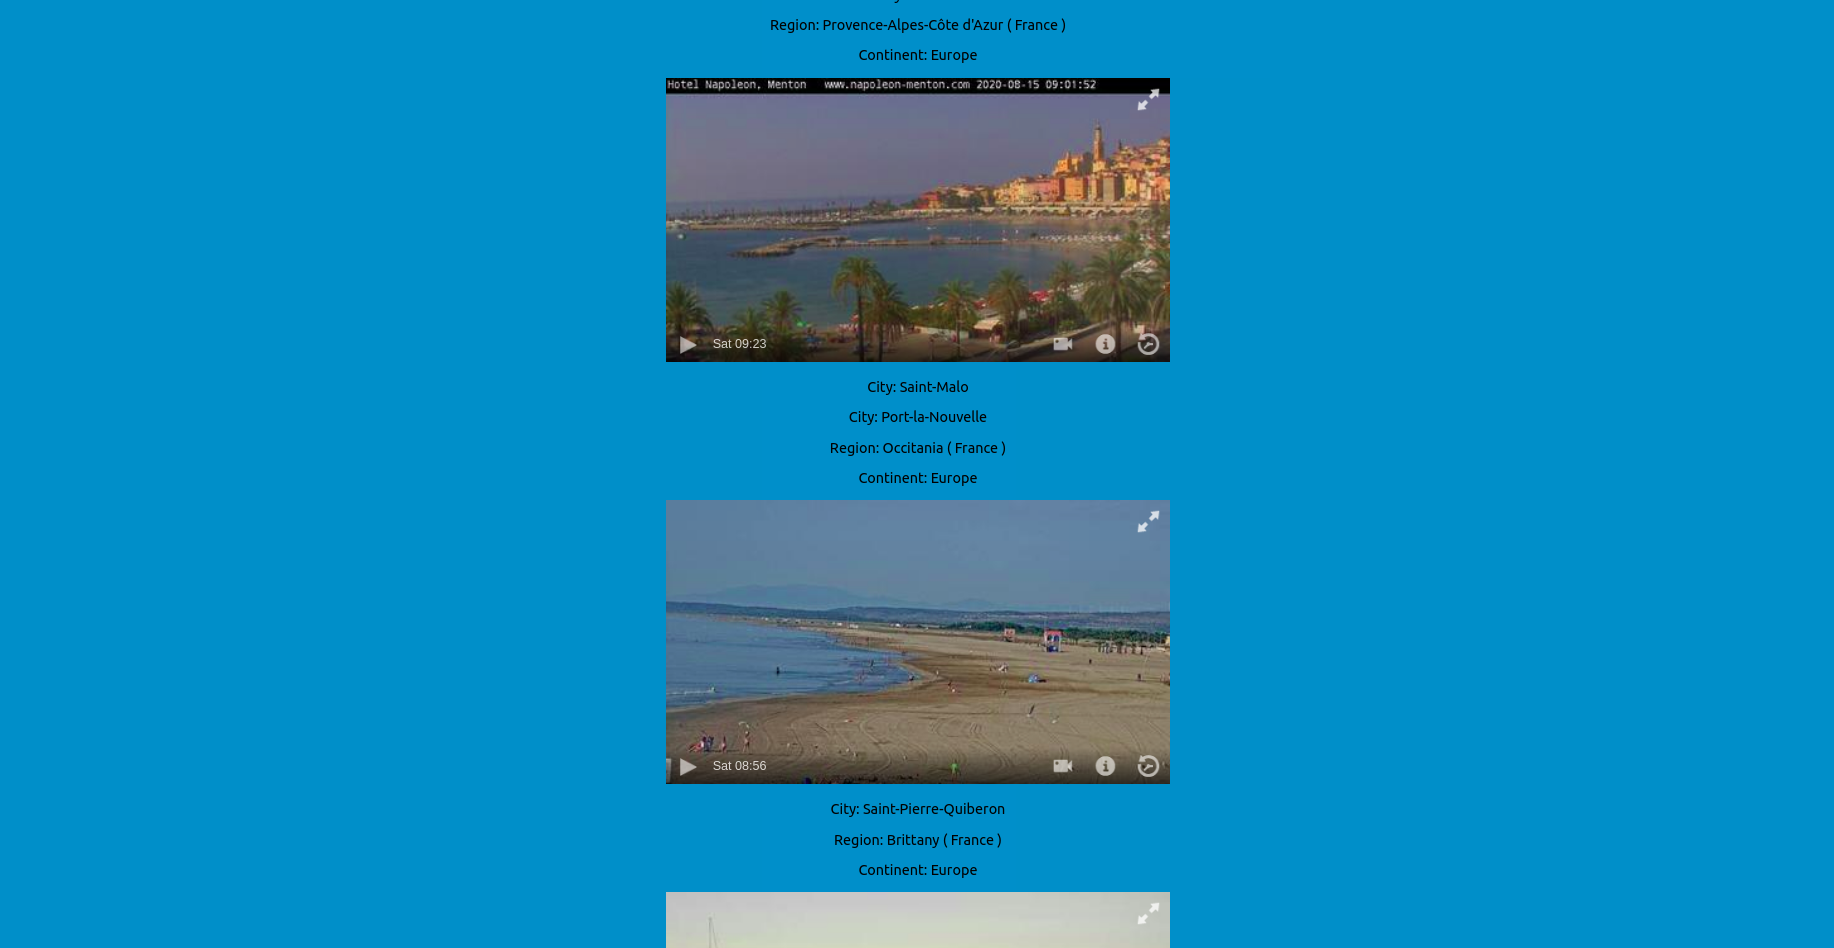 Region: Provence-Alpes-Côte d'Azur ( France )
Continent: Europe
Hotel Napoleon, Menton www.napoleon-menton.com 2020-08-15 09:01:52
Sat 09:23
City: Saint-Malo
City: Port-la-Nouvelle
Region: Occitania ( France )
Continent: Europe
Sat 08:56
City: Saint-Pierre-Quiberon
Region: Brittany ( France )
Continent: Europe